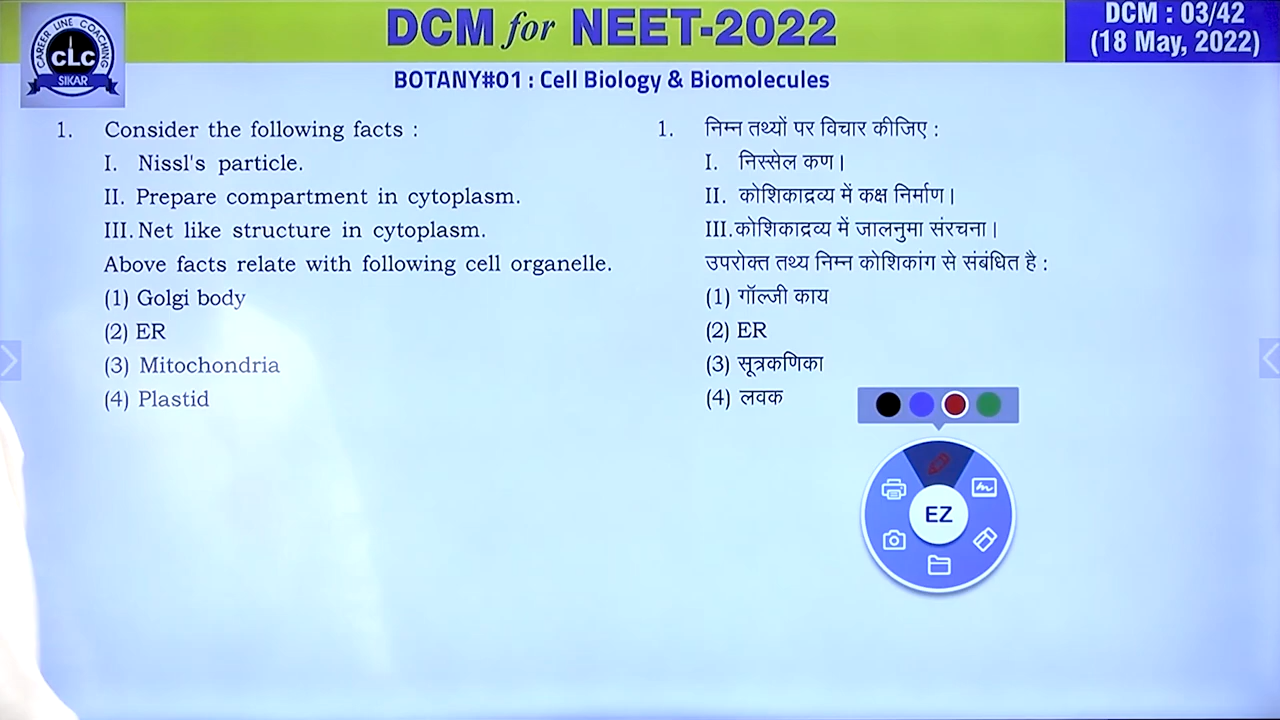 DCM for NEET-2022
DCM : 03/42
(18 May, 2022)
CAREER LINE COACHING
CLC
SIKAR
BOTANY#01 : Cell Biology & Biomolecules
1. Consider the following facts :
I. Nissl's particle.
II. Prepare compartment in cytoplasm.
III. Net like structure in cytoplasm.
Above facts relate with following cell organelle.
(1) Golgi body
(2) ER
(3) Mitochondria
(4) Plastid
1. निम्न तथ्यों पर विचार कीजिए :
I. निस्सेल कण।
II. कोशिकाद्रव्य में कक्ष निर्माण।
III. कोशिकाद्रव्य में जालनुमा संरचना।
उपरोक्त तथ्य निम्न कोशिकांग से संबंधित है :
(1) गॉल्जी काय
(2) ER
(3) सूत्रकणिका
(4) लवक
EZ